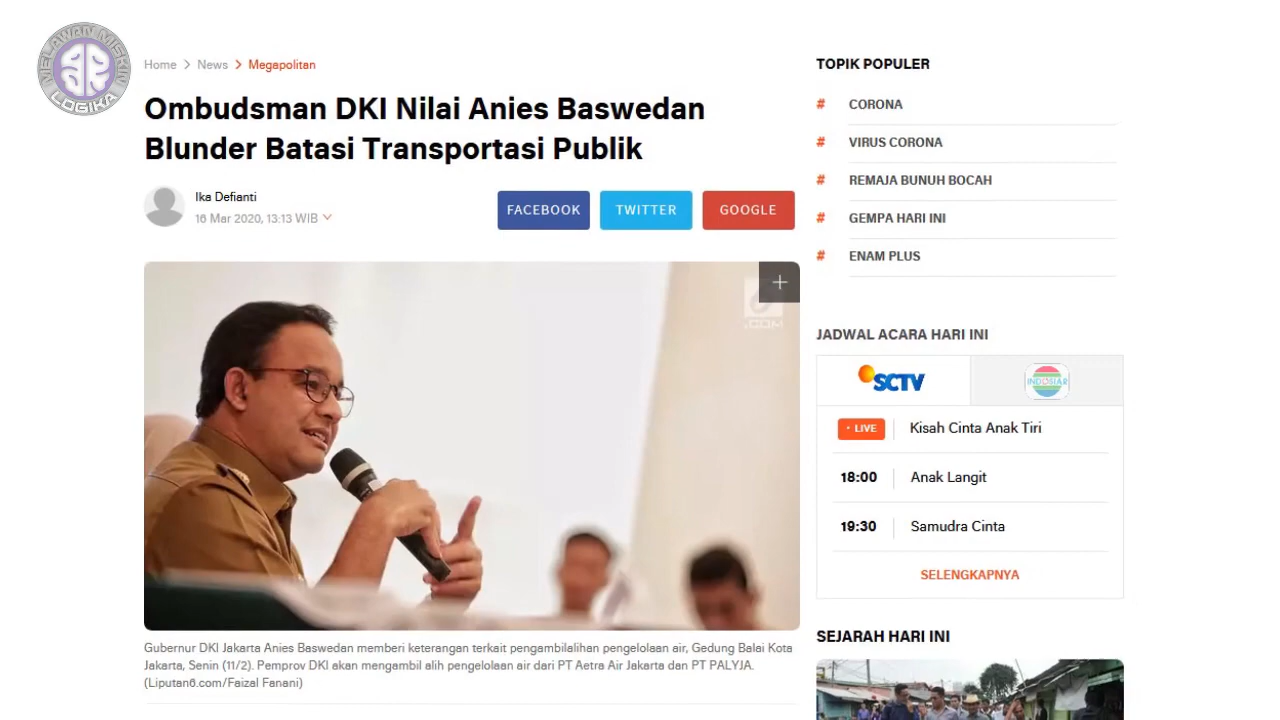 MELAWAN MISKIN
LOGIKA
Home > News > Megapolitan
Ombudsman DKI Nilai Anies Baswedan
Blunder Batasi Transportasi Publik
Ika Defianti
16 Mar 2020, 13:13 WIB
FACEBOOK
TWITTER
GOOGLE
+
.COM
Gubernur DKI Jakarta Anies Baswedan memberi keterangan terkait pengambilalihan pengelolaan air, Gedung Balai Kota
Jakarta, Senin (11/2). Pemprov DKI akan mengambil alih pengelolaan air dari PT Aetra Air Jakarta dan PT PALYJA.
(Liputan6.com/Faizal Fanani)
TOPIK POPULER
# CORONA
# VIRUS CORONA
# REMAJA BUNUH BOCAH
# GEMPA HARI INI
# ENAM PLUS
JADWAL ACARA HARI INI
SCTV
INDOSIAR
• LIVE Kisah Cinta Anak Tiri
18:00 Anak Langit
19:30 Samudra Cinta
SELENGKAPNYA
SEJARAH HARI INI